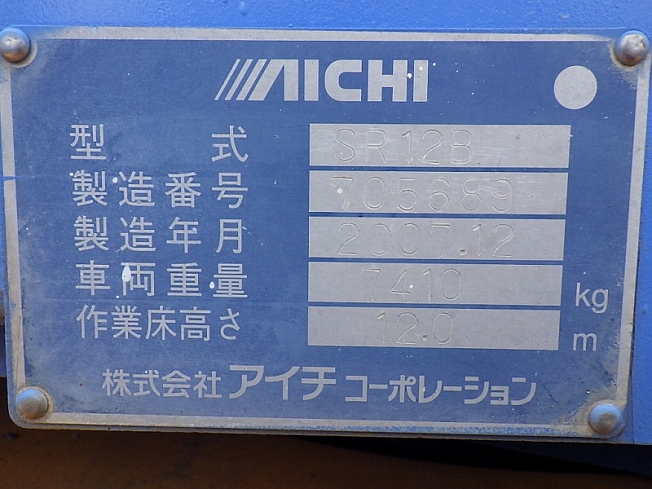 AICHI
型式 SR12B
製造番号 705689
製造年月 2007.12
車両重量 7410 kg
作業床高さ 12.0 m
株式会社 アイチ コーポレーション